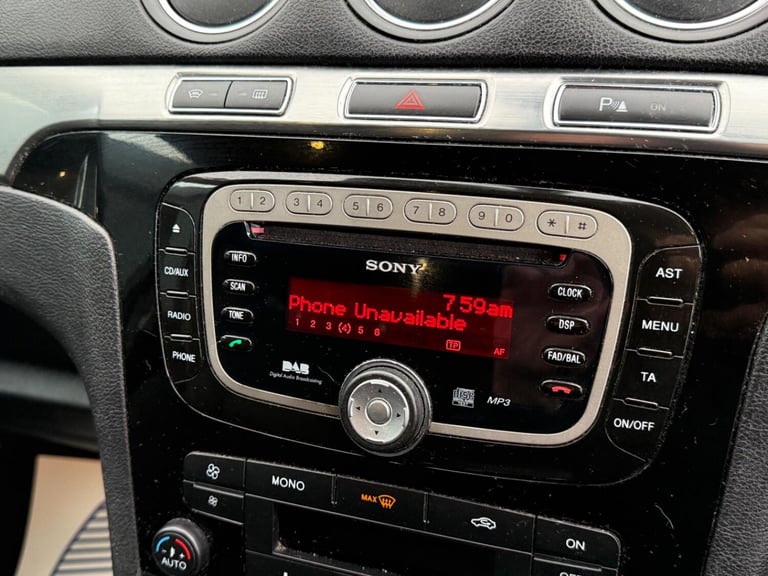 P ON
1 2 3 4 5 6 7 8 9 0 * #
SONY
INFO
SCAN
TONE
CD/AUX
RADIO
PHONE
7 59am
Phone Unavailable
1 2 3 (4) 5 6
TP AF
CLOCK
DSP
FAD/BAL
AST
MENU
TA
ON/OFF
DAB
Digital Audio Broadcasting
MP3
MONO
MAX
ON
AUTO